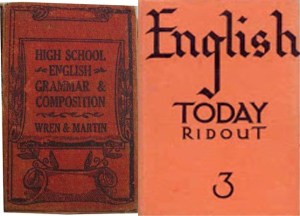 HIGH SCHOOL
ENGLISH
GRAMMAR &
COMPOSITION
WREN & MARTIN
English
TODAY
RIDOUT
3